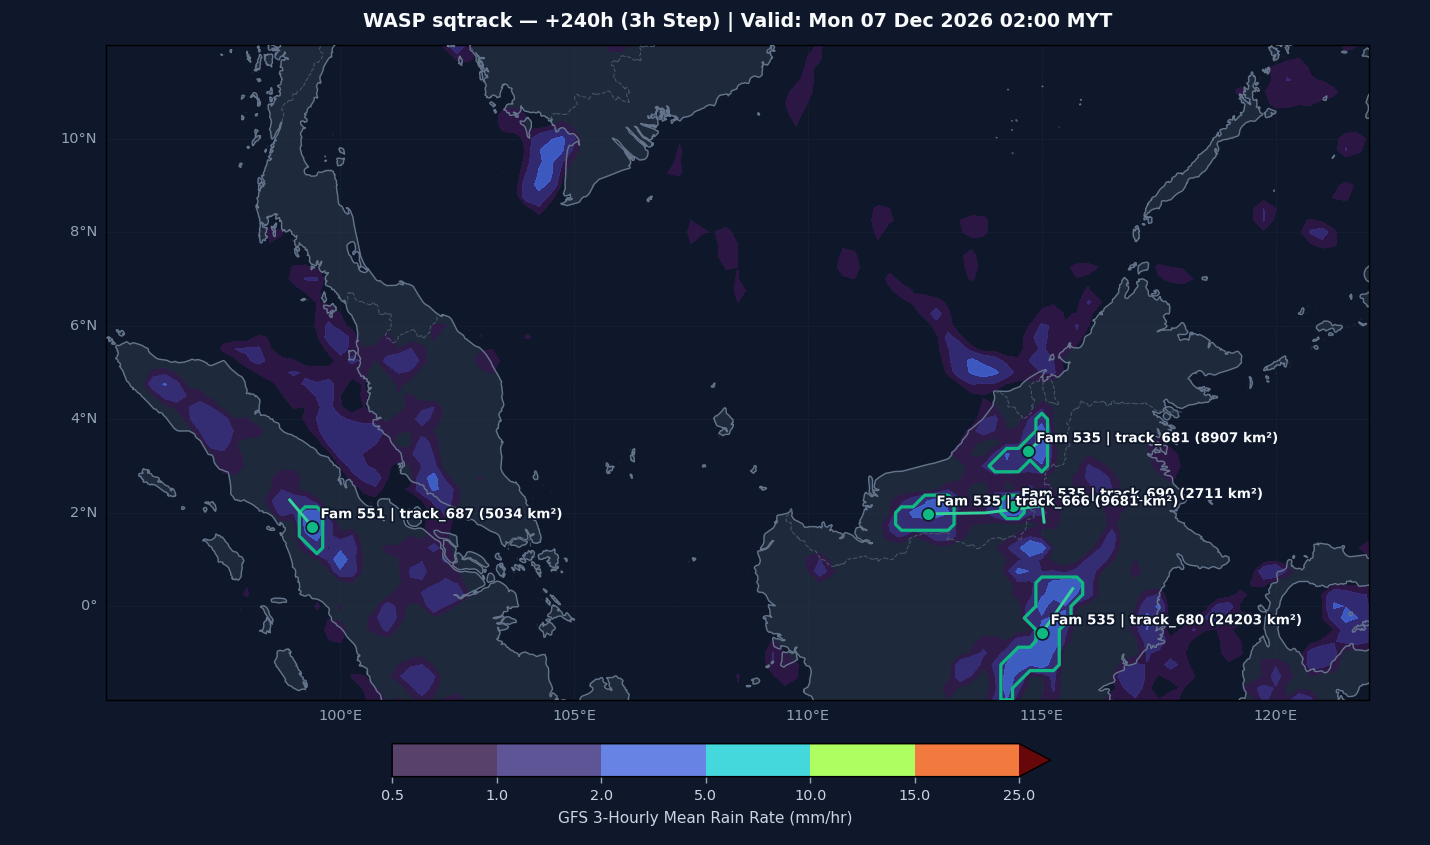 WASP sqtrack — +240h (3h Step) | Valid: Mon 07 Dec 2026 02:00 MYT
10°N
8°N
6°N
4°N
2°N
0°
Fam 535 | track_681 (8907 km²)
Fam 535 | track_690 (2711 km²)
Fam 535 | track_666 (9681 km²)
Fam 551 | track_687 (5034 km²)
Fam 535 | track_680 (24203 km²)
100°E
105°E
110°E
115°E
120°E
0.5
1.0
2.0
5.0
10.0
15.0
25.0
GFS 3-Hourly Mean Rain Rate (mm/hr)